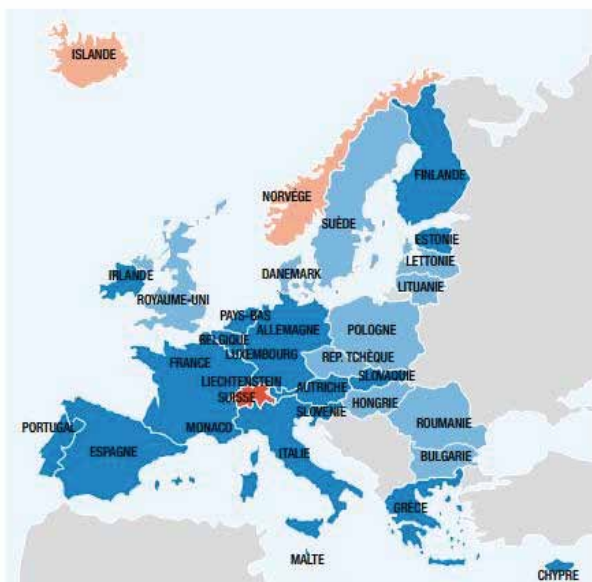 ISLANDE
FINLANDE
NORVÈGE
SUÈDE
ESTONIE
LETTONIE
DANEMARK
IRLANDE
LITUANIE
ROYAUME-UNI
PAYS-BAS
ALLEMAGNE
POLOGNE
BELGIQUE
LUXEMBOURG
RÉP. TCHÈQUE
FRANCE
SLOVAQUIE
LIECHTENSTEIN
AUTRICHE
SUISSE
HONGRIE
SLOVÉNIE
ROUMANIE
PORTUGAL
MONACO
ESPAGNE
ITALIE
BULGARIE
GRÈCE
MALTE
CHYPRE